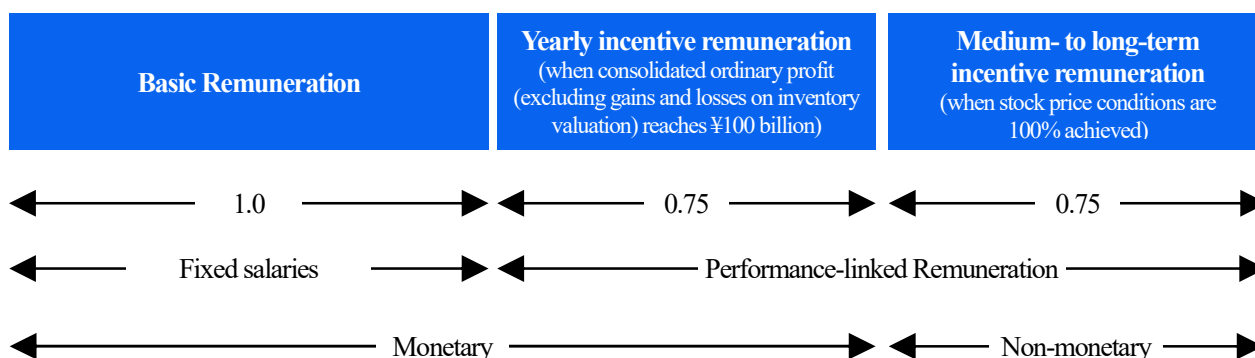 Basic Remuneration
Yearly incentive remuneration
(when consolidated ordinary profit
(excluding gains and losses on inventory
valuation) reaches ¥100 billion)
Medium- to long-term
incentive remuneration
(when stock price conditions are
100% achieved)
1.0
0.75
0.75
Fixed salaries
Performance-linked Remuneration
Monetary
Non-monetary